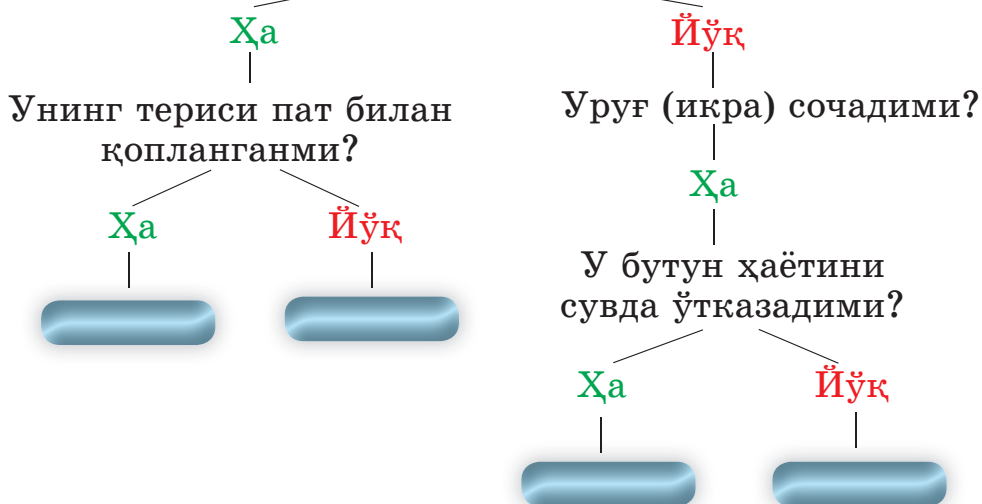 Ҳа
Йўқ
Унинг териси пат билан
қопланганми?
Ҳа
Йўқ
Уруғ (икра) сочадими?
Ҳа
У бутун ҳаётини
сувда ўтказадими?
Ҳа
Йўқ